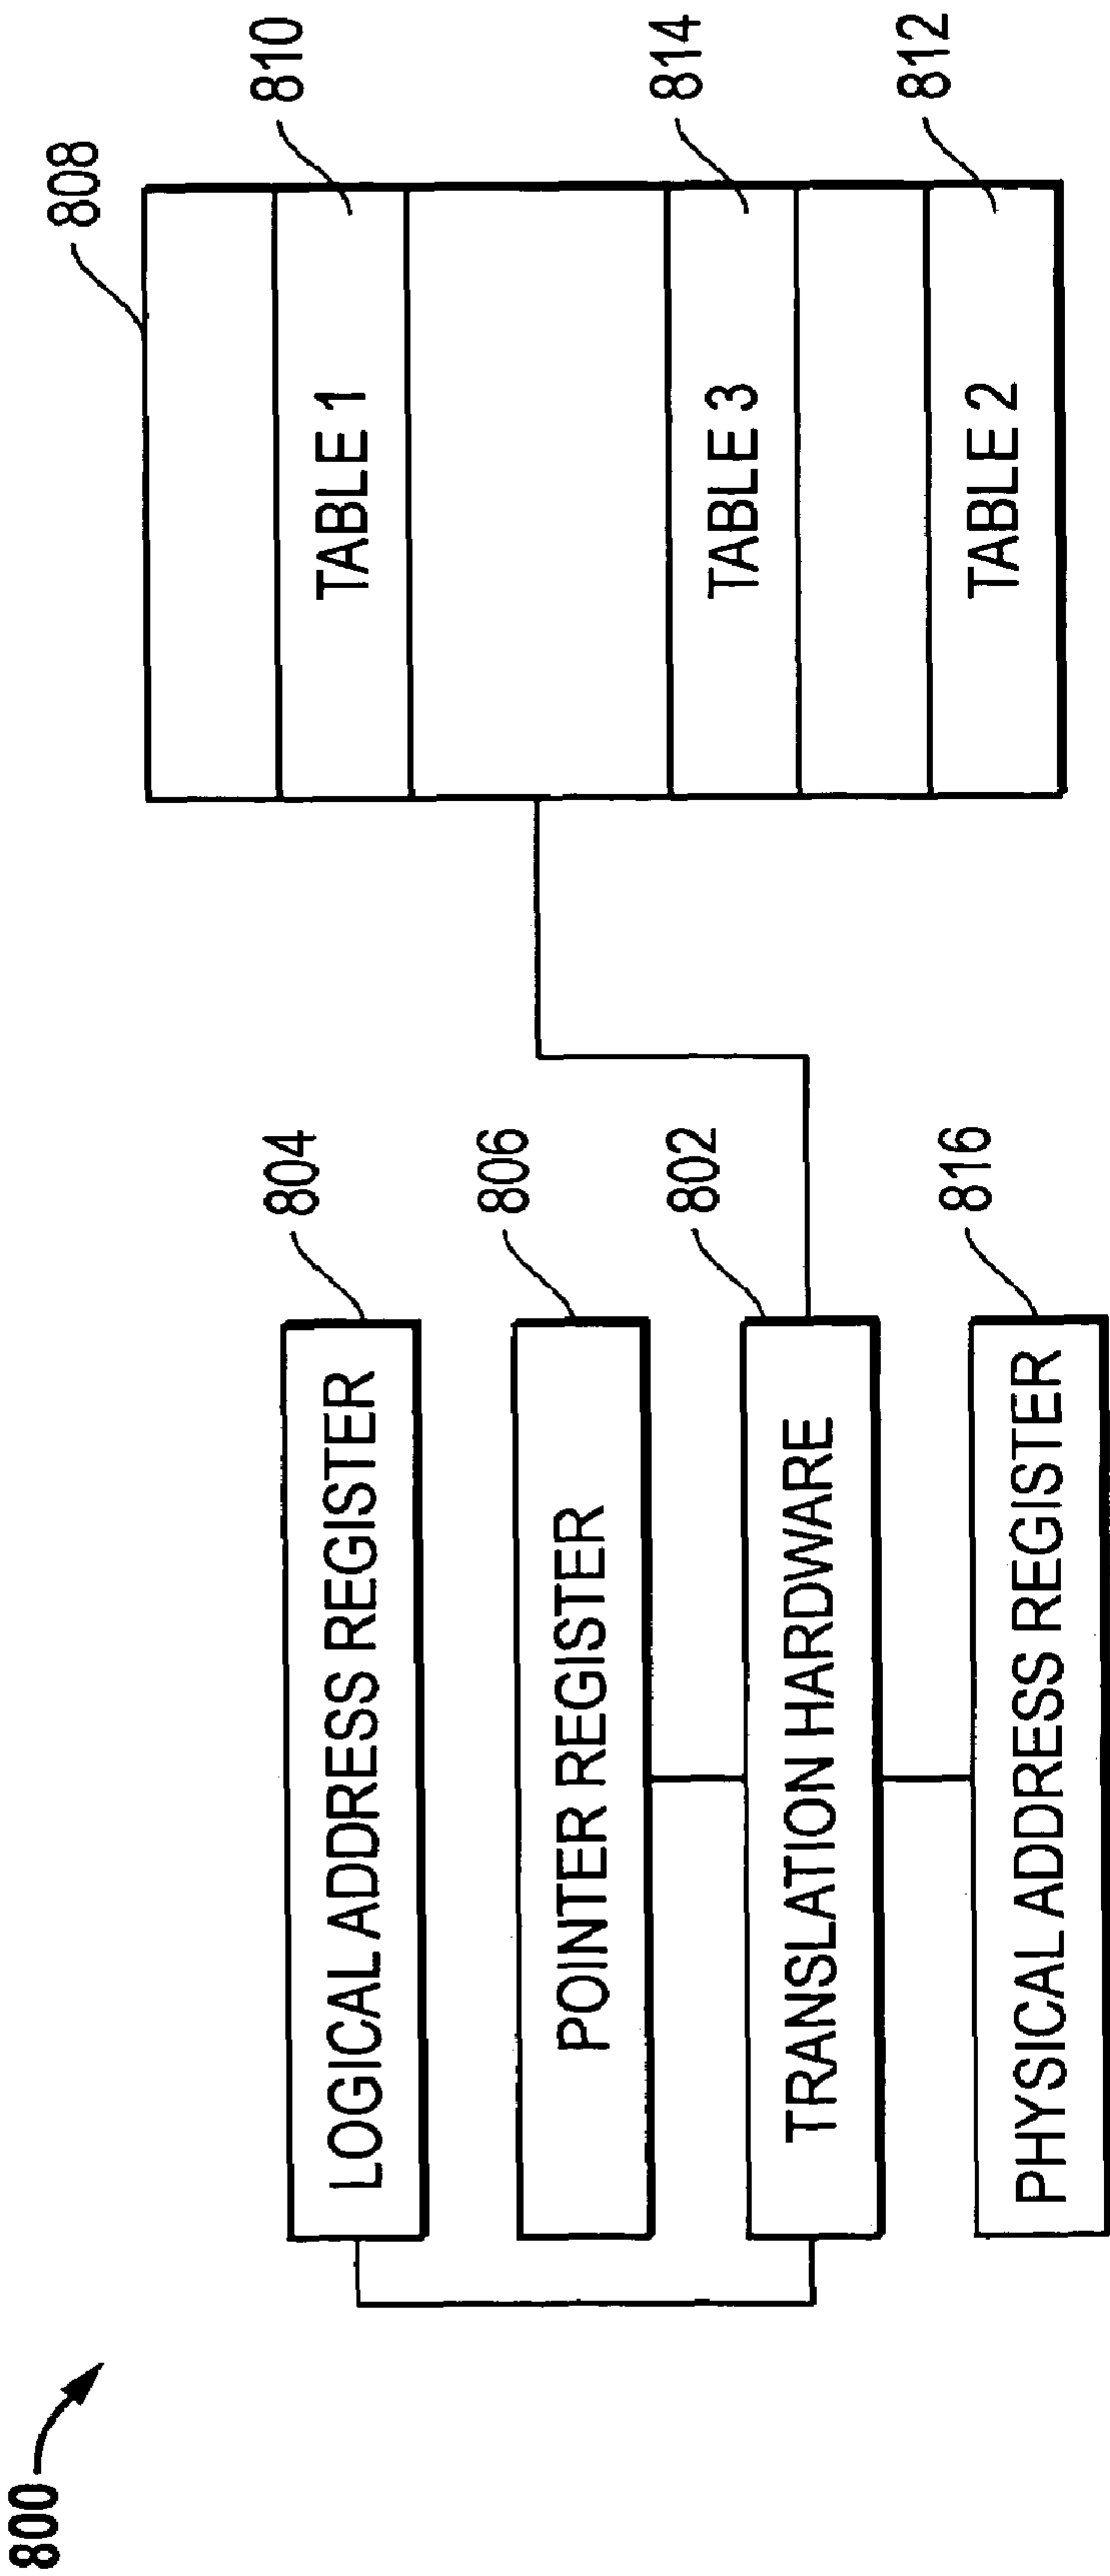 800
LOGICAL ADDRESS REGISTER
804
POINTER REGISTER
806
TRANSLATION HARDWARE
802
PHYSICAL ADDRESS REGISTER
816
808
TABLE 1
810
TABLE 3
814
TABLE 2
812